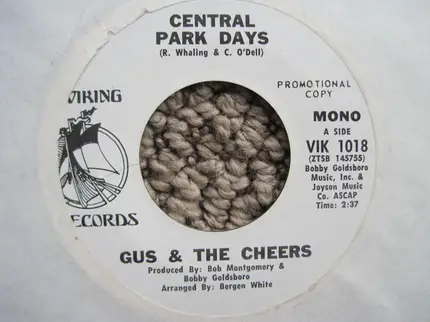 CENTRAL
PARK DAYS
(R. Whaling & C. O'Dell)
PROMOTIONAL
COPY
VIKING
RECORDS
MONO
A SIDE
VIK 1018
(ZTSB 145755)
Bobby Goldsboro
Music, Inc. &
Joyson Music
Co. ASCAP
Time: 2:37
GUS & THE CHEERS
Produced By: Bob Montgomery &
Bobby Goldsboro
Arranged By: Bergen White